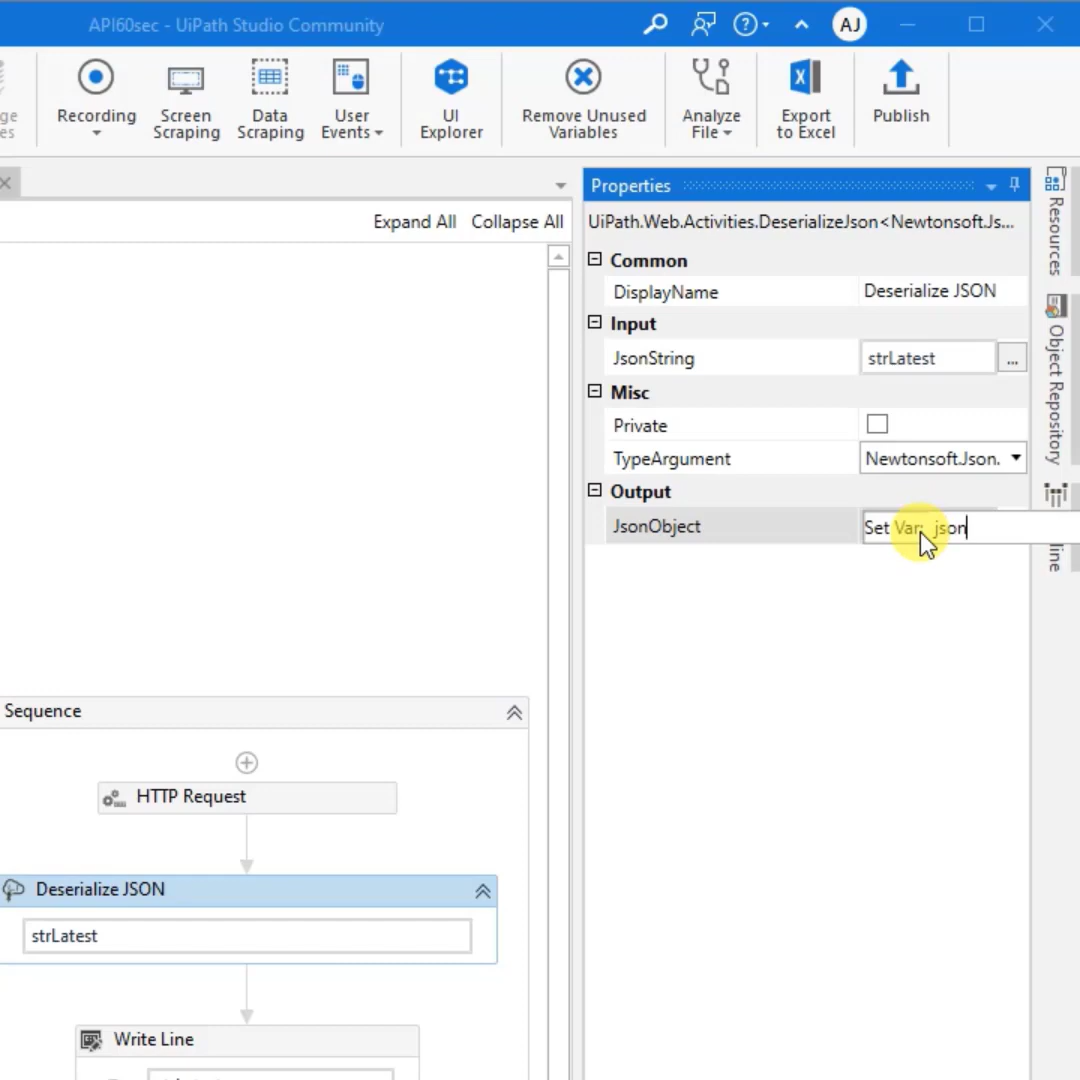 API60sec - UiPath Studio Community
AJ
Recording
Screen Scraping
Data Scraping
User Events
UI Explorer
Remove Unused Variables
Analyze File
Export to Excel
Publish
Expand All Collapse All
Properties
UiPath.Web.Activities.DeserializeJson<Newtonsoft.Js...
Common
DisplayName Deserialize JSON
Input
JsonString strLatest ...
Misc
Private
TypeArgument Newtonsoft.Json.
Output
JsonObject Set Var: json
Resources
Object Repository
line
Sequence
HTTP Request
Deserialize JSON
strLatest
Write Line